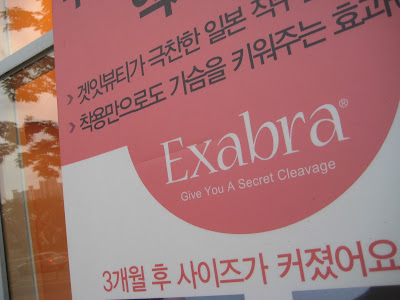 › 겟잇뷰티가 극찬한 일본 직수
› 착용만으로도 가슴을 키워주는 효과
Exabra®
Give You A Secret Cleavage
3개월 후 사이즈가 커졌어요